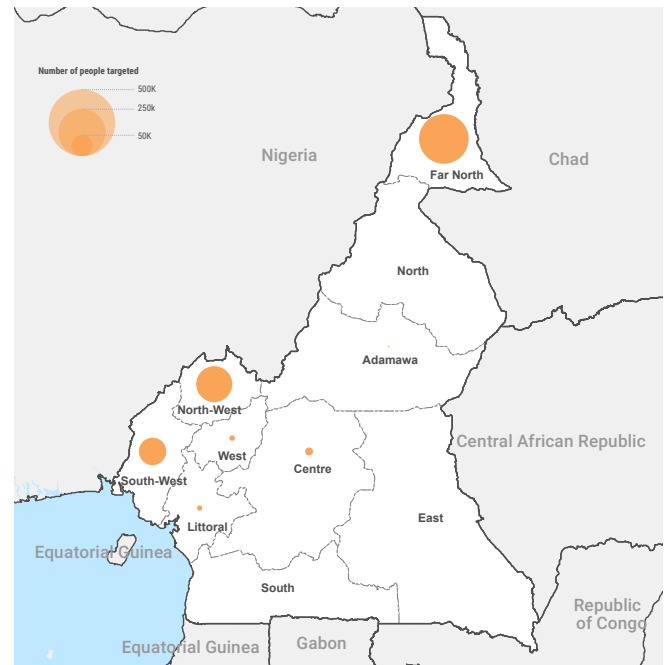 Number of people targeted
500K
250k
50K
Nigeria
Chad
Far North
North
Adamawa
North-West
West
Central African Republic
South-West
Centre
Littoral
East
Equatorial Guinea
South
Republic
of Congo
Equatorial Guinea
Gabon